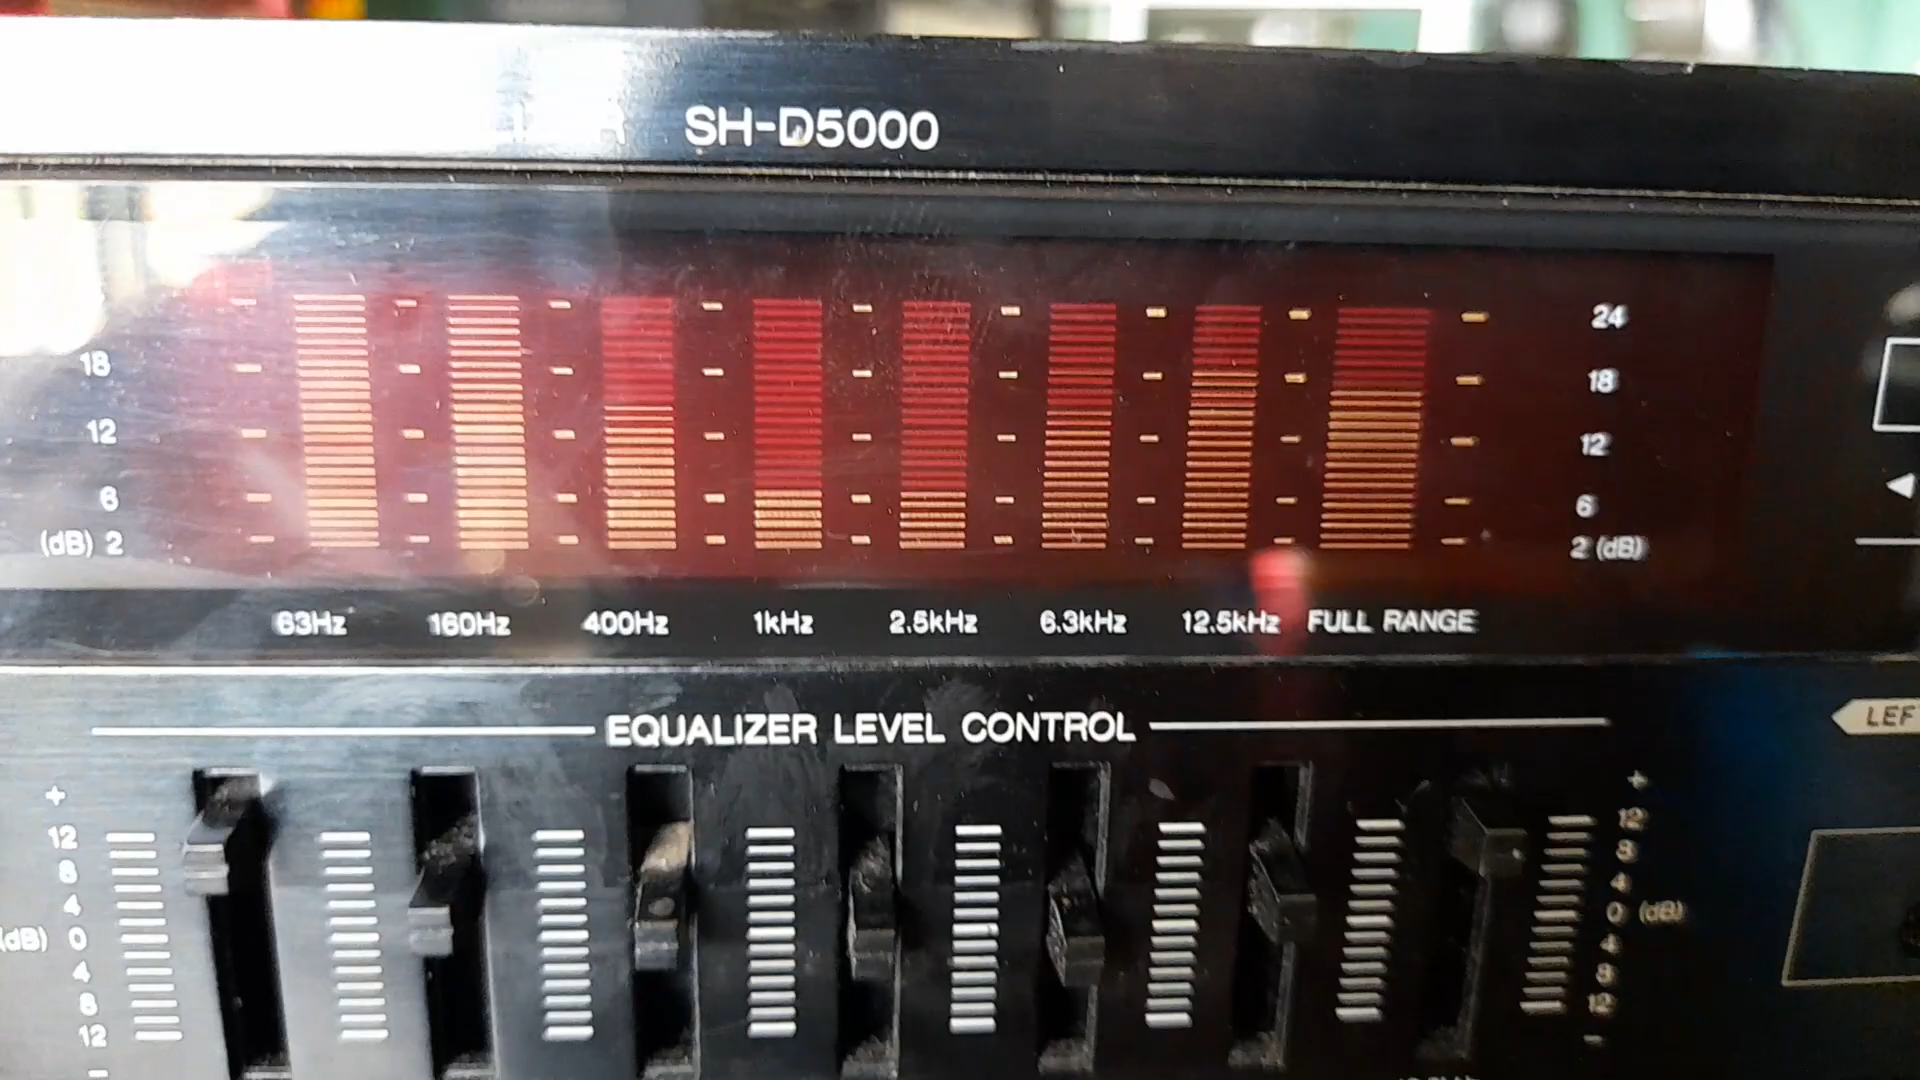 SH-D5000
24
18 18
12 12
6 6
(dB) 2 2 (dB)
63Hz 160Hz 400Hz 1kHz 2.5kHz 6.3kHz 12.5kHz FULL RANGE
EQUALIZER LEVEL CONTROL
LEF
+ +
12 12
8 8
4 4
(dB) 0 0 (dB)
4 4
8 8
12 12
- -